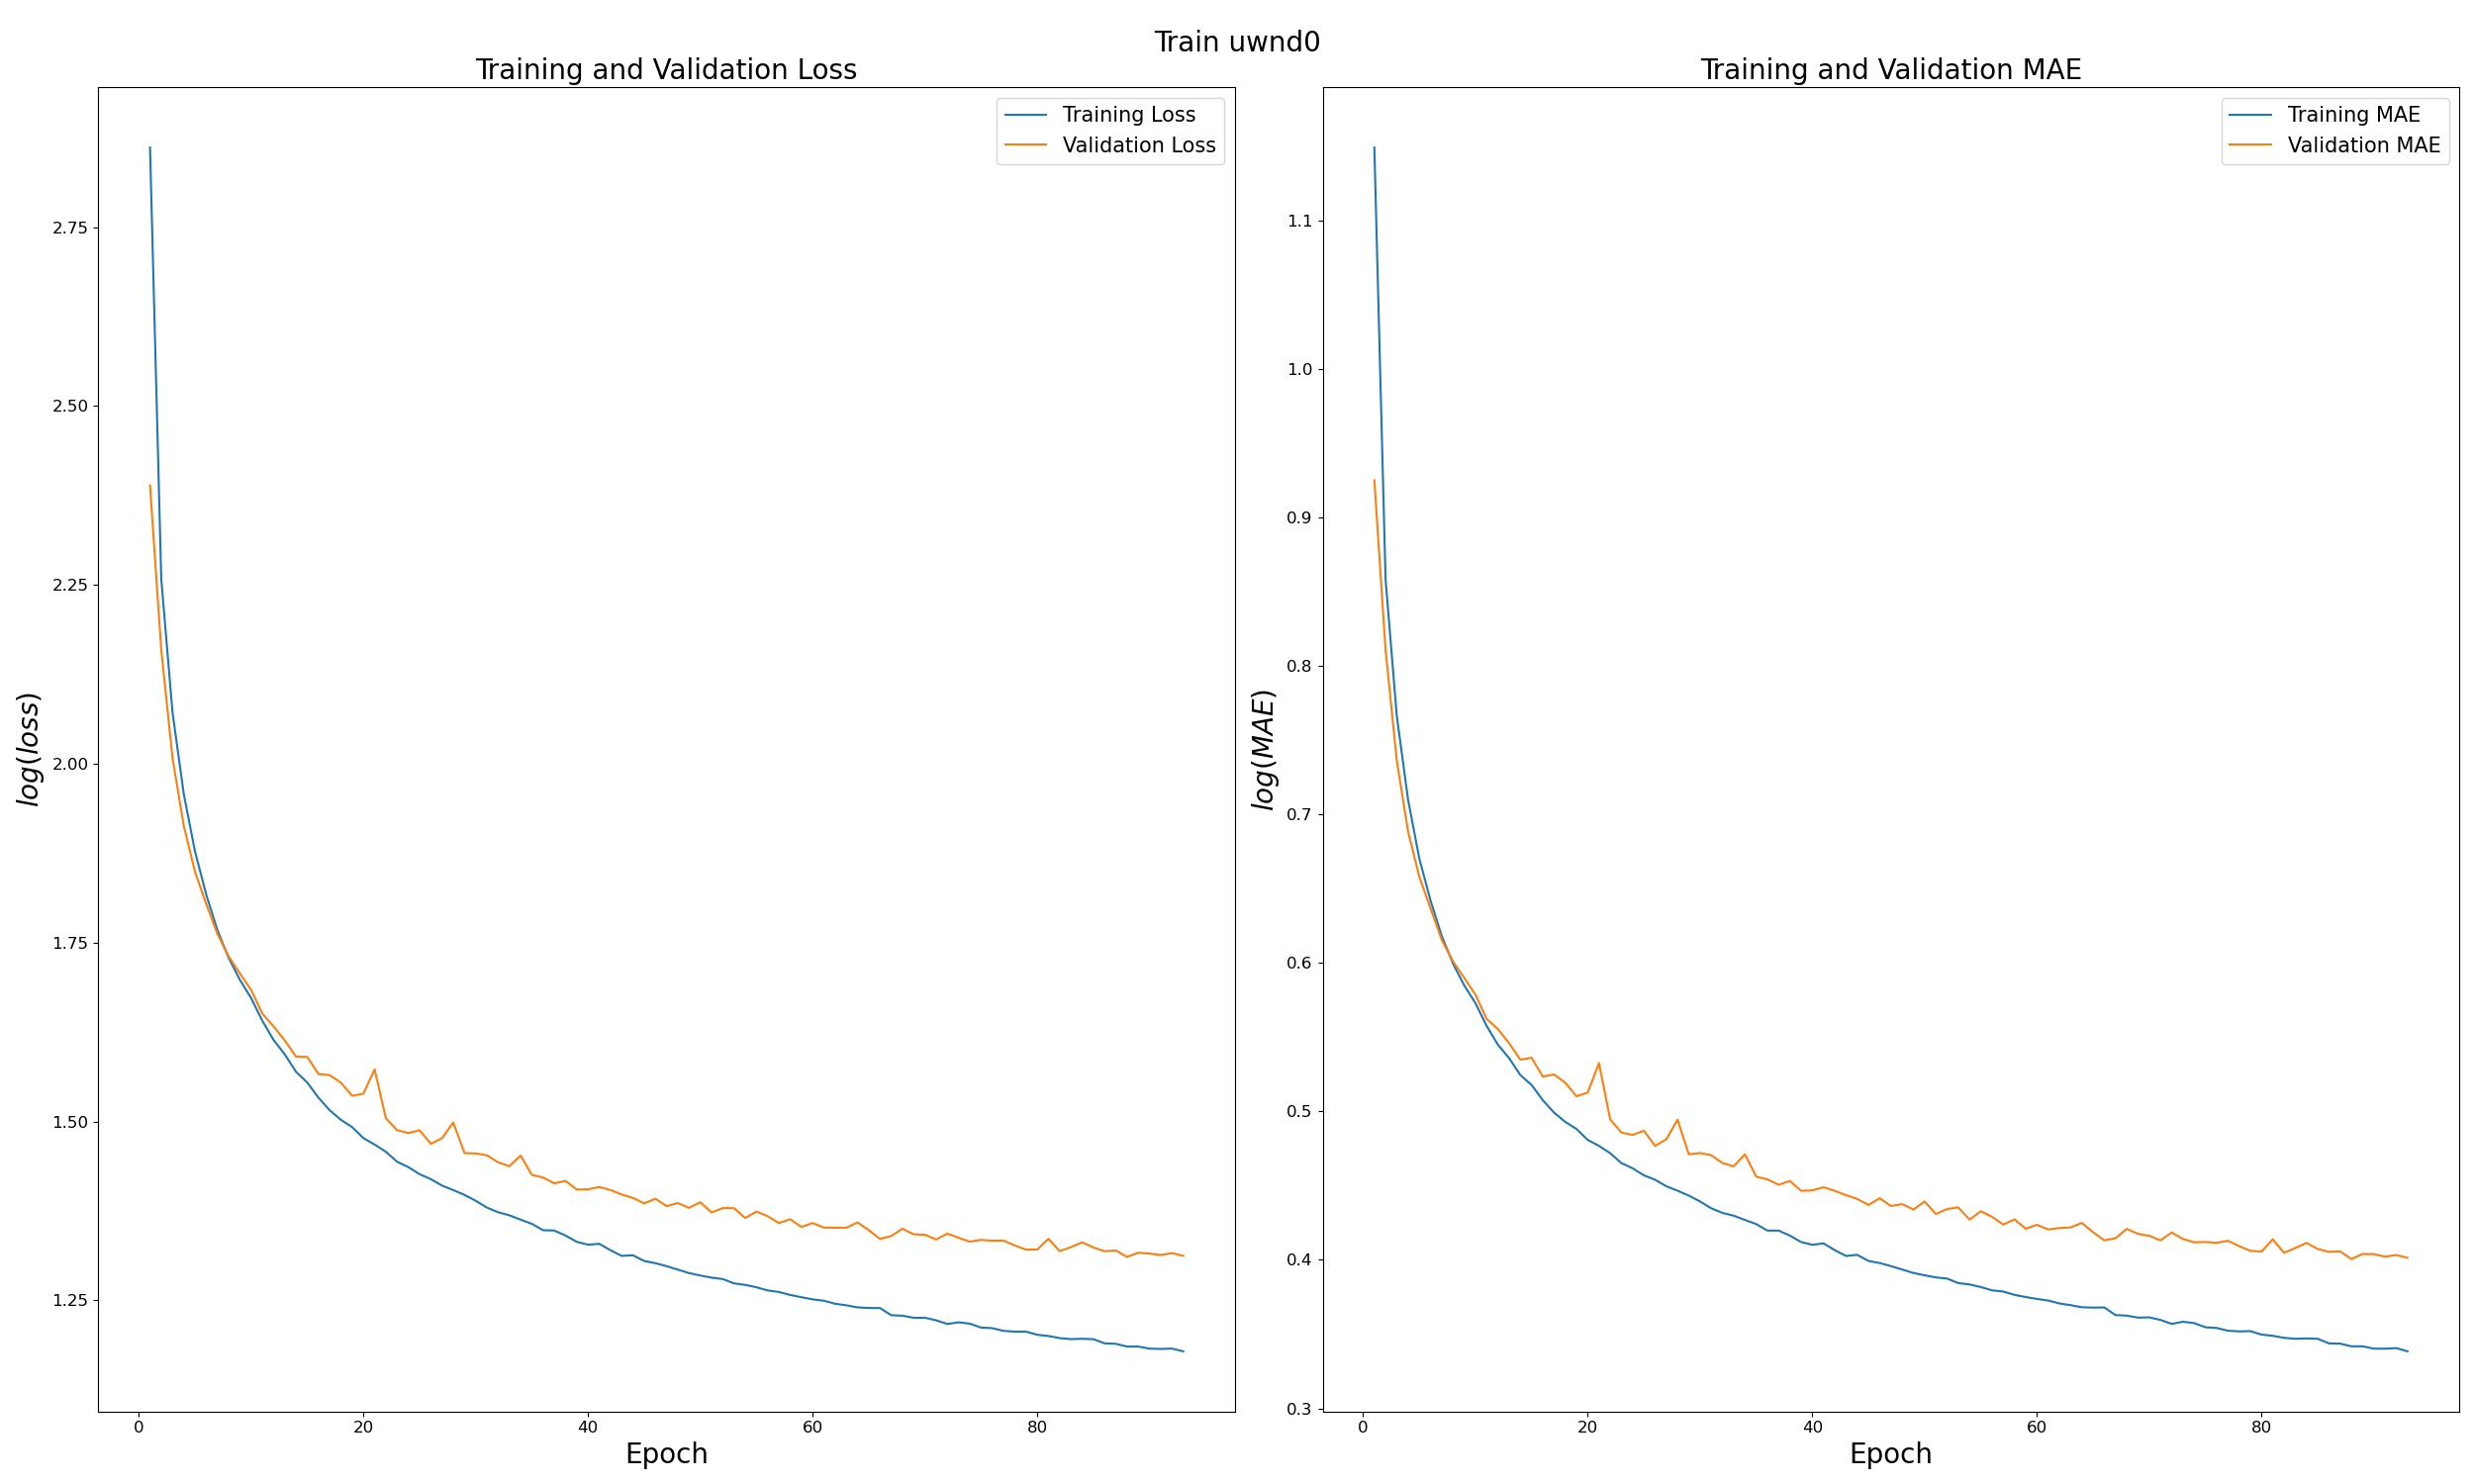 Train uwnd0
Training and Validation Loss
Training Loss
Validation Loss
2.75
2.50
2.25
2.00
1.75
1.50
1.25
log(loss)
0 20 40 60 80
Epoch
Training and Validation MAE
Training MAE
Validation MAE
1.1
1.0
0.9
0.8
0.7
0.6
0.5
0.4
0.3
log(MAE)
0 20 40 60 80
Epoch